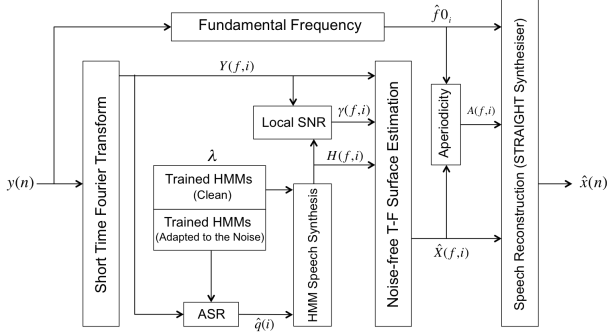 Fundamental Frequency
f̂0ᵢ
Y(f,i)
Short Time Fourier Transform
Local SNR
γ(f,i)
Noise-free T-F Surface Estimation
Aperiodicity
A(f,i)
Speech Reconstruction (STRAIGHT Synthesiser)
λ
H(f,i)
y(n)
Trained HMMs
(Clean)
x̂(n)
Trained HMMs
(Adapted to the Noise)
HMM Speech Synthesis
X̂(f,i)
ASR
q̂(i)